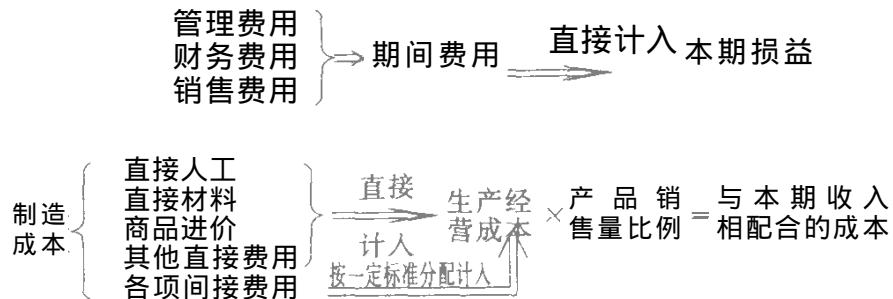 管理费用
财务费用
销售费用
⇒ 期间费用
直接计入
本期损益
制造
成本
直接人工
直接材料
商品进价
其他直接费用
各项间接费用
直接
计入
按一定标准分配计入
生产经
营成本
×
产品销
售量比例
=
与本期收入
相配合的成本